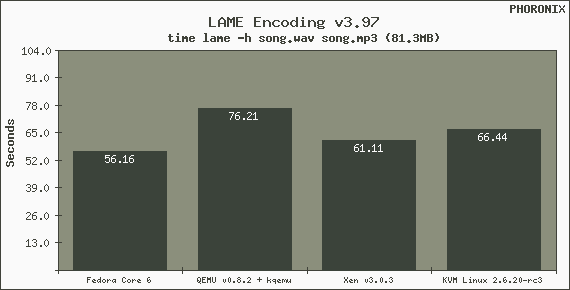 PHORONIX
LAME Encoding v3.97
time lame -h song.wav song.mp3 (81.3MB)
Seconds
104.0
91.0
78.0
65.0
52.0
39.0
26.0
13.0
56.16
76.21
61.11
66.44
Fedora Core 6
QEMU v0.8.2 + kqemu
Xen v3.0.3
KVM Linux 2.6.20-rc3